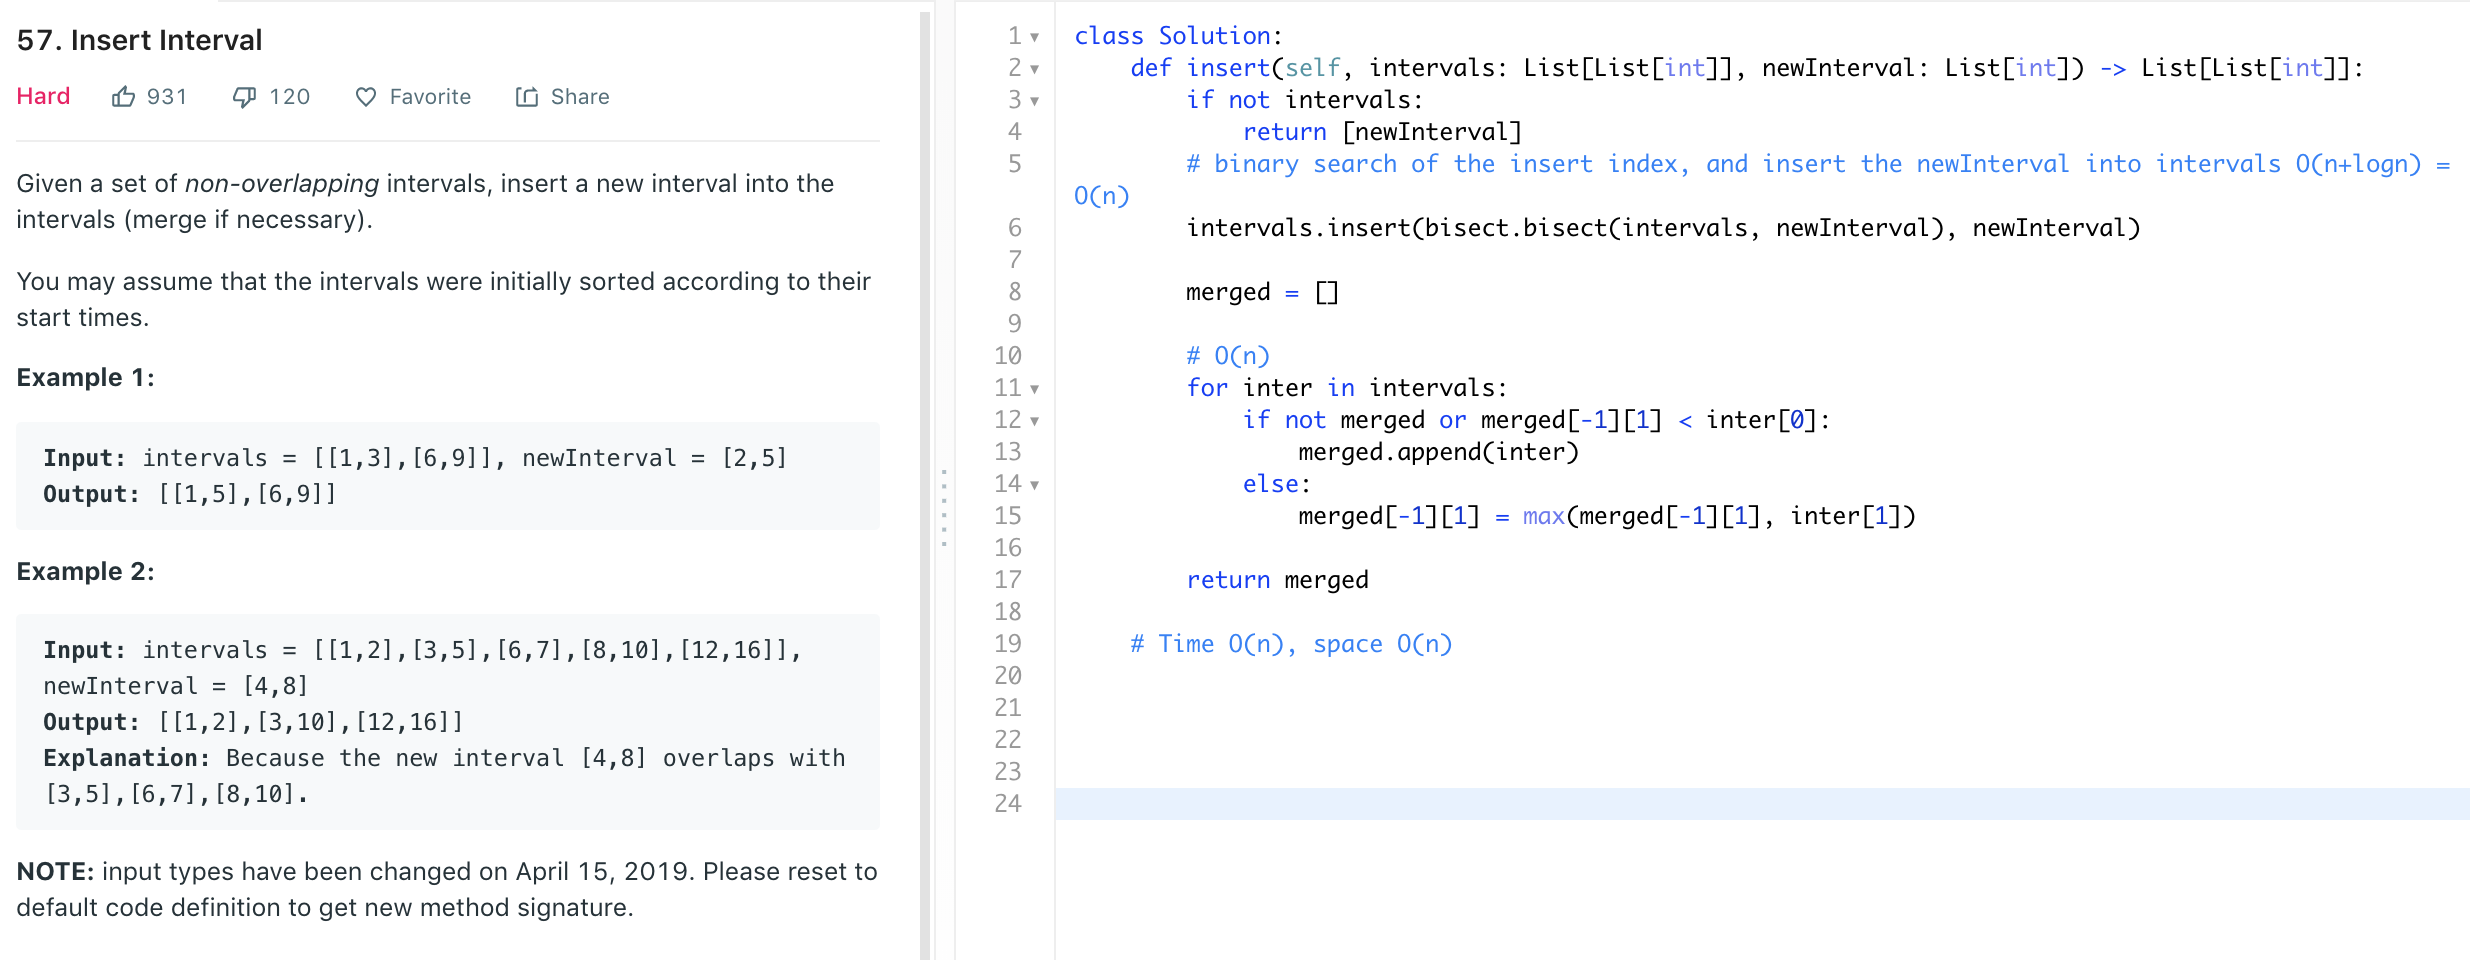 57. Insert Interval
Hard 931 120 Favorite Share
Given a set of non-overlapping intervals, insert a new interval into the
intervals (merge if necessary).
You may assume that the intervals were initially sorted according to their
start times.
Example 1:
Input: intervals = [[1,3],[6,9]], newInterval = [2,5]
Output: [[1,5],[6,9]]
Example 2:
Input: intervals = [[1,2],[3,5],[6,7],[8,10],[12,16]],
newInterval = [4,8]
Output: [[1,2],[3,10],[12,16]]
Explanation: Because the new interval [4,8] overlaps with
[3,5],[6,7],[8,10].
NOTE: input types have been changed on April 15, 2019. Please reset to
default code definition to get new method signature.
1 class Solution:
2     def insert(self, intervals: List[List[int]], newInterval: List[int]) -> List[List[int]]:
3         if not intervals:
4             return [newInterval]
5         # binary search of the insert index, and insert the newInterval into intervals O(n+logn) =
O(n)
6         intervals.insert(bisect.bisect(intervals, newInterval), newInterval)
7
8         merged = []
9
10         # O(n)
11         for inter in intervals:
12             if not merged or merged[-1][1] < inter[0]:
13                 merged.append(inter)
14             else:
15                 merged[-1][1] = max(merged[-1][1], inter[1])
16
17         return merged
18
19     # Time O(n), space O(n)
20
21
22
23
24